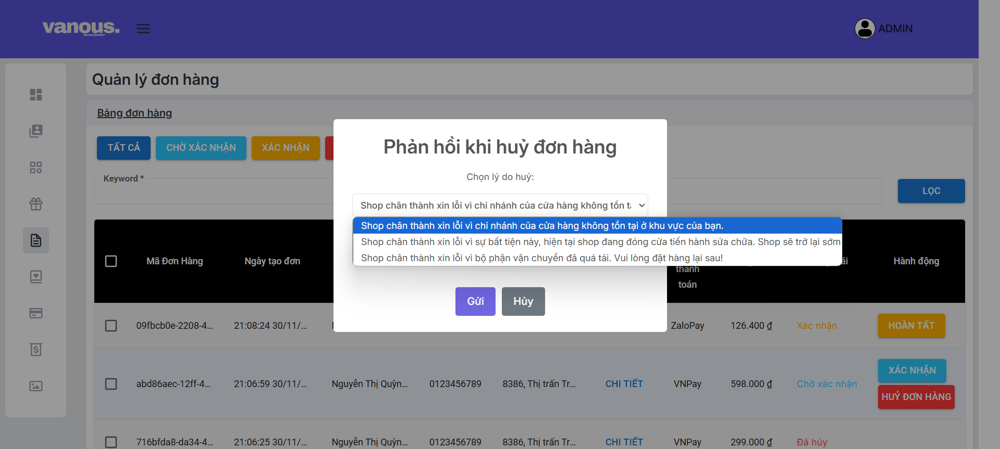 vanous.
MANAGEMENT
ADMIN
Quản lý đơn hàng
Bảng đơn hàng
TẤT CẢ
CHỜ XÁC NHẬN
XÁC NHẬN
Keyword *
LỌC
Phản hồi khi huỷ đơn hàng
Chọn lý do huỷ:
Shop chân thành xin lỗi vì chi nhánh của cửa hàng không tồn
Shop chân thành xin lỗi vì chi nhánh của cửa hàng không tồn tại ở khu vực của bạn.
Shop chân thành xin lỗi vì sự bất tiện này, hiện tại shop đang đóng cửa tiến hành sửa chữa. Shop sẽ trở lại sớm
Shop chân thành xin lỗi vì bộ phận vận chuyển đã quá tải. Vui lòng đặt hàng lại sau!
Gửi
Hủy
Mã Đơn Hàng Ngày tạo đơn
thanh
toán
Hành động
09fbcb0e-2208-4... 21:08:24 30/11/... ZaloPay 126.400 ₫ Xác nhận HOÀN TẤT
abd86aec-12ff-4... 21:06:59 30/11/... Nguyễn Thị Quỳn... 0123456789 8386, Thị trấn Tr... CHI TIẾT VNPay 598.000 ₫ Chờ xác nhận XÁC NHẬN
HUỶ ĐƠN HÀNG
716bfda8-da34-4... 21:06:25 30/11/... Nguyễn Thị Quỳn... 0123456789 8386, Thị trấn Tr... CHI TIẾT VNPay 299.000 ₫ Đã hủy